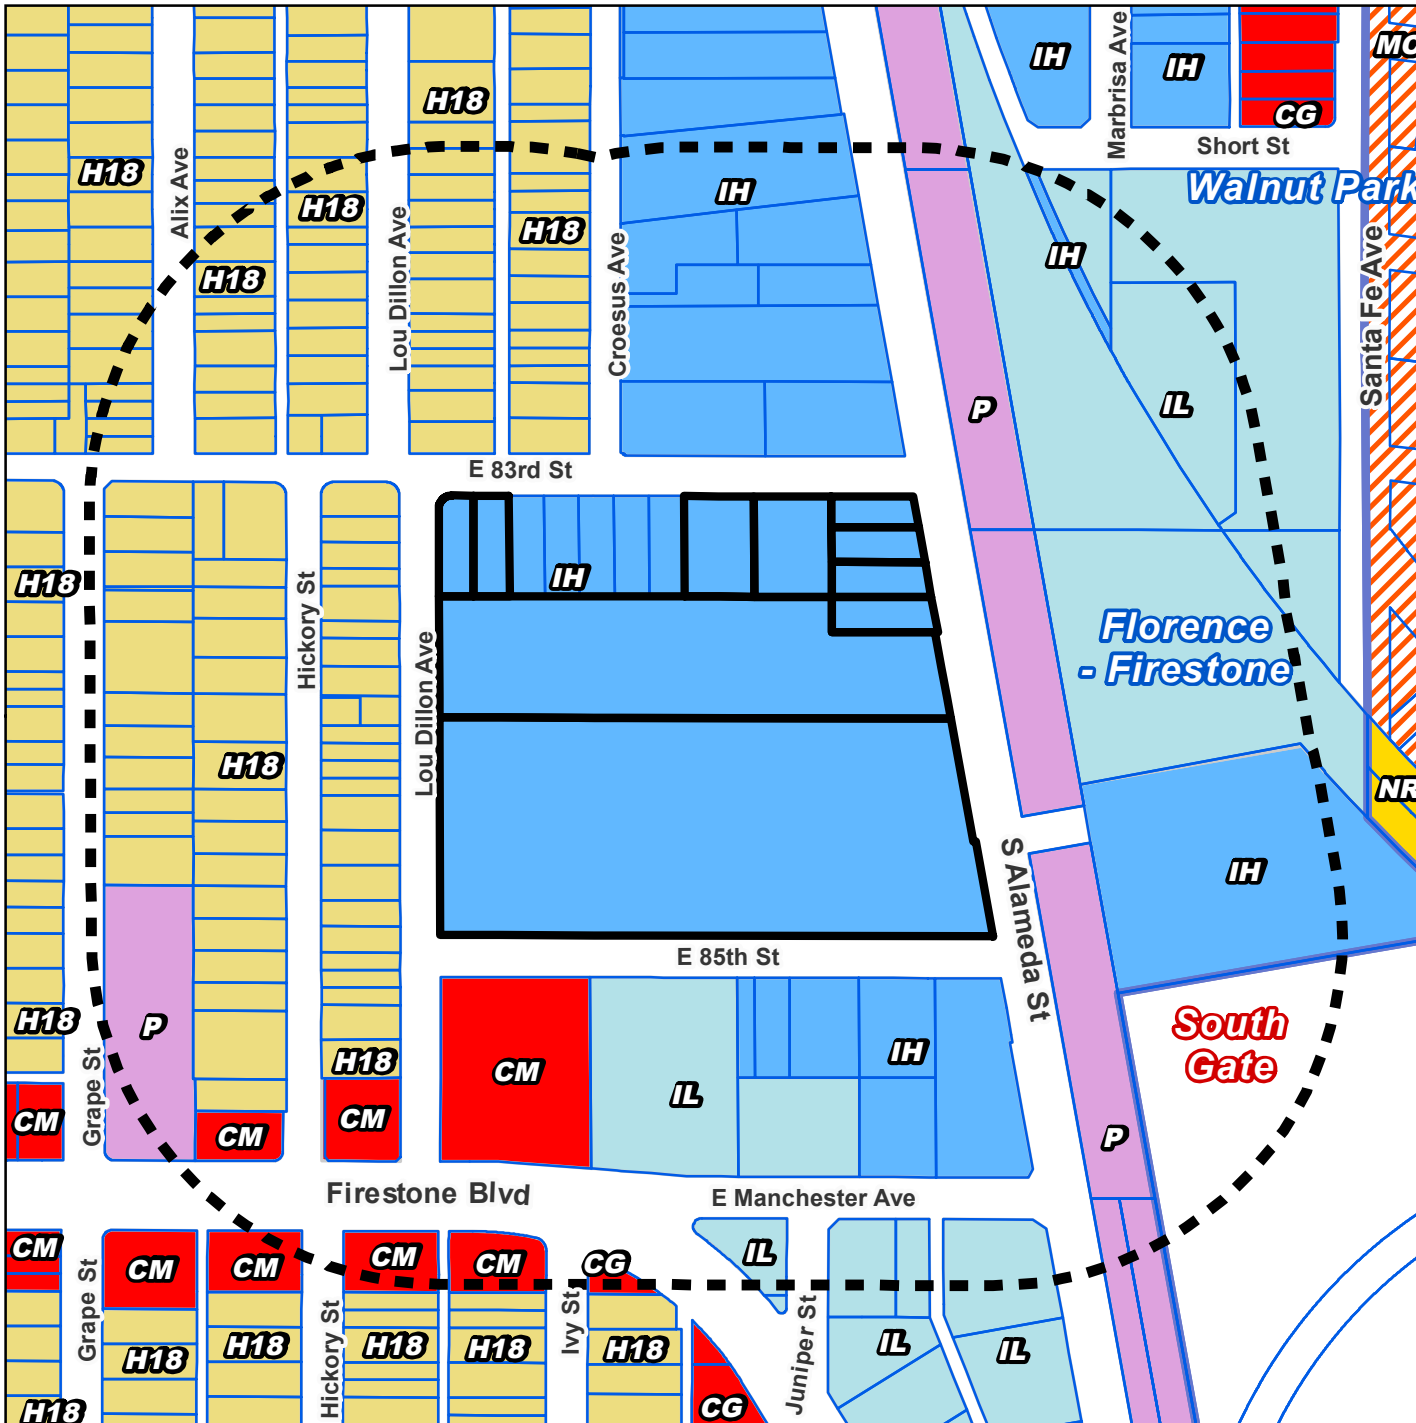 IH
Marbrisa Ave
IH
MC
H18
CG
Short St
H18
Alix Ave
Walnut Park
IH
H18
Lou Dillon Ave
H18
Croesus Ave
IH
Santa Fe Ave
H18
P
IL
E 83rd St
IH
H18
Hickory St
Florence
- Firestone
Lou Dillon Ave
H18
NR
S Alameda St
IH
E 85th St
H18
P
South
Gate
H18
CM
IH
Grape St
IL
CM
CM
CM
P
Firestone Blvd
E Manchester Ave
CM
Grape St
CM
CM
CM
CM
CG
IL
Hickory St
Ivy St
Juniper St
H18
H18
H18
H18
H18
IL
IL
H18
CG